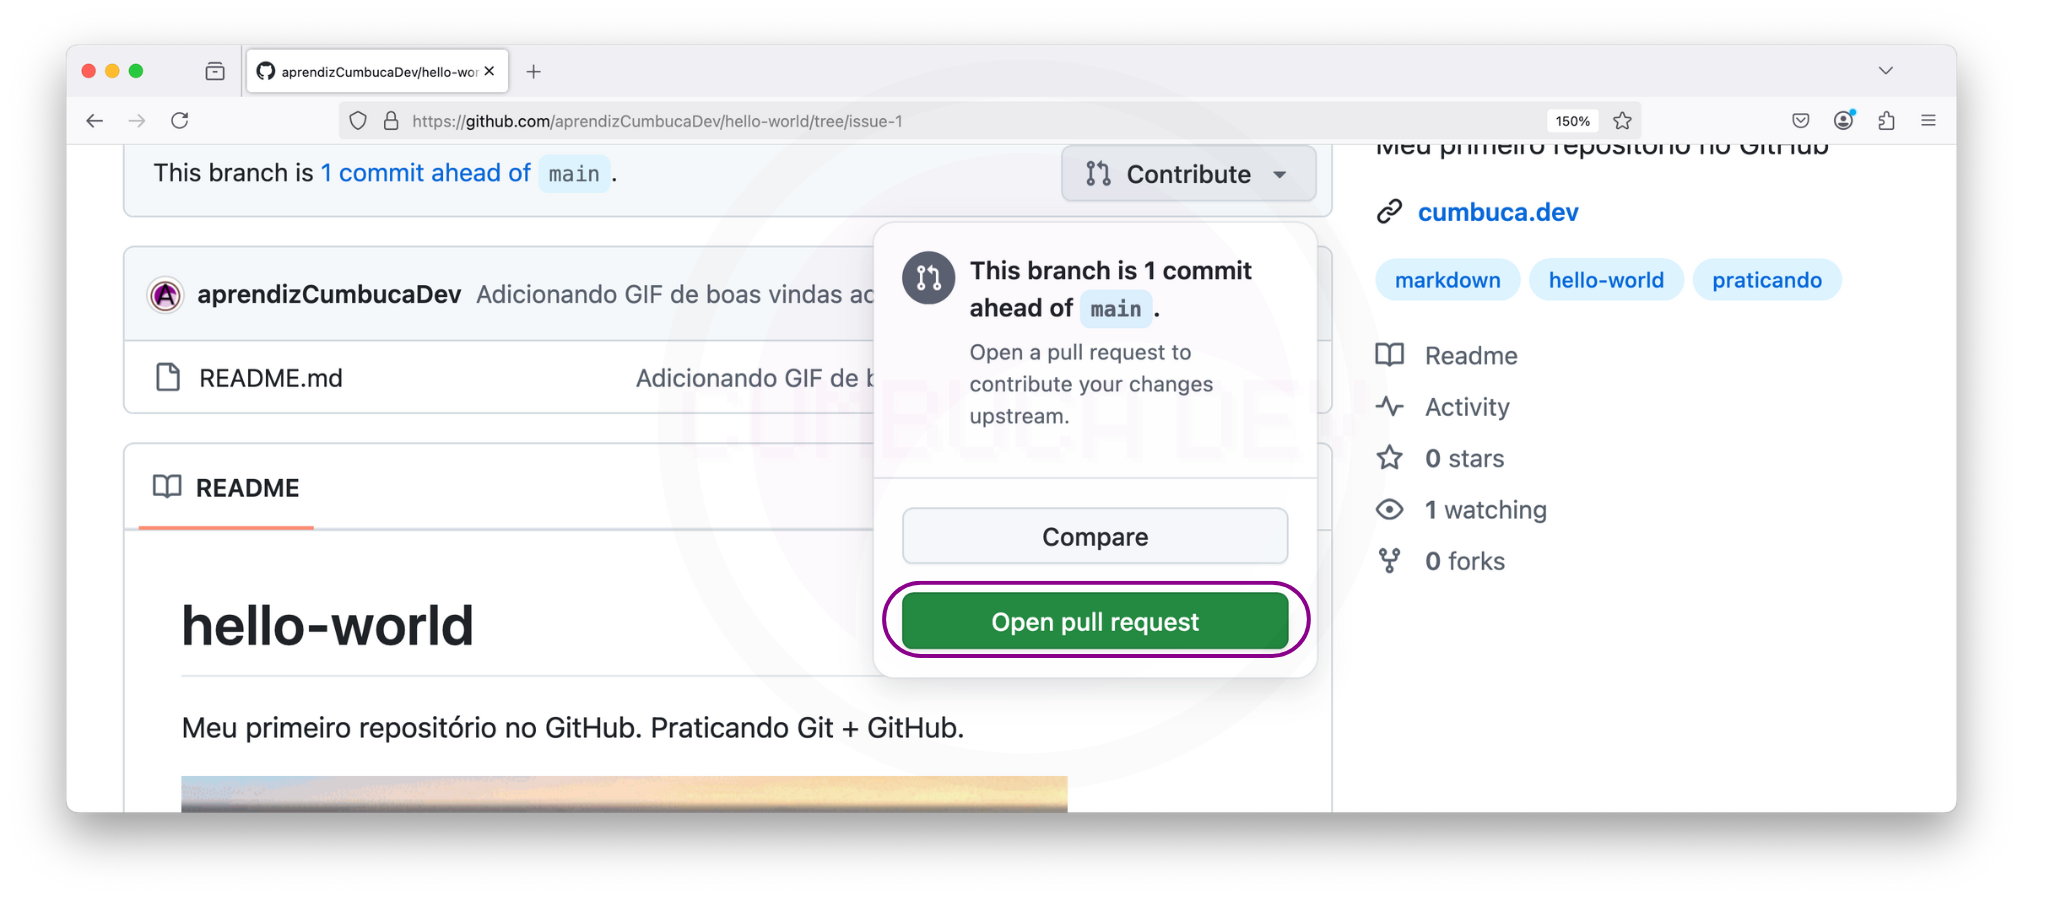 aprendizCumbucaDev/hello-wor
https://github.com/aprendizCumbucaDev/hello-world/tree/issue-1
150%
This branch is 1 commit ahead of main.
Contribute
Meu primeiro repositório no GitHub
cumbuca.dev
markdown hello-world praticando
Readme
Activity
0 stars
1 watching
0 forks
aprendizCumbucaDev Adicionando GIF de boas vindas ao
README.md Adicionando GIF de b
This branch is 1 commit
ahead of main.
Open a pull request to
contribute your changes
upstream.
Compare
Open pull request
README
hello-world
Meu primeiro repositório no GitHub. Praticando Git + GitHub.
CUMBUCA DEV